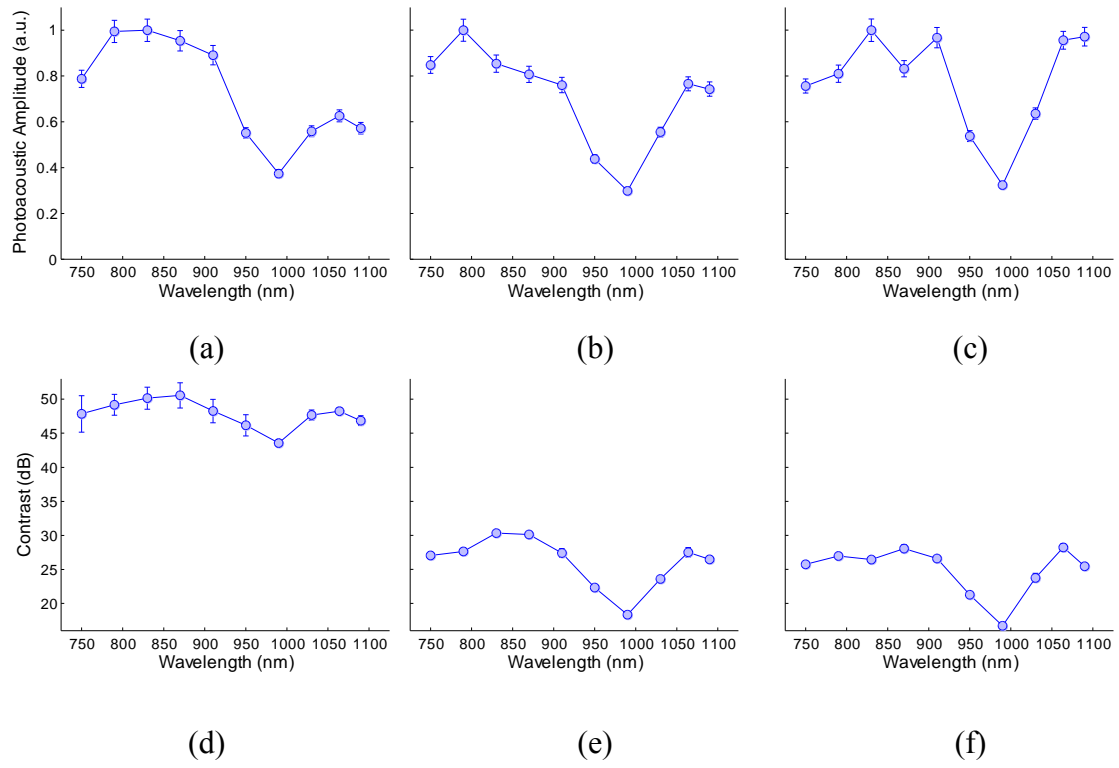 Photoacoustic Amplitude (a.u.)
1
0.8
0.6
0.4
0.2
0
750 800 850 900 950 1000 1050 1100
750 800 850 900 950 1000 1050 1100
750 800 850 900 950 1000 1050 1100
Wavelength (nm)
Wavelength (nm)
Wavelength (nm)
(a)
(b)
(c)
Contrast (dB)
50
45
40
35
30
25
20
750 800 850 900 950 1000 1050 1100
750 800 850 900 950 1000 1050 1100
750 800 850 900 950 1000 1050 1100
Wavelength (nm)
Wavelength (nm)
Wavelength (nm)
(d)
(e)
(f)